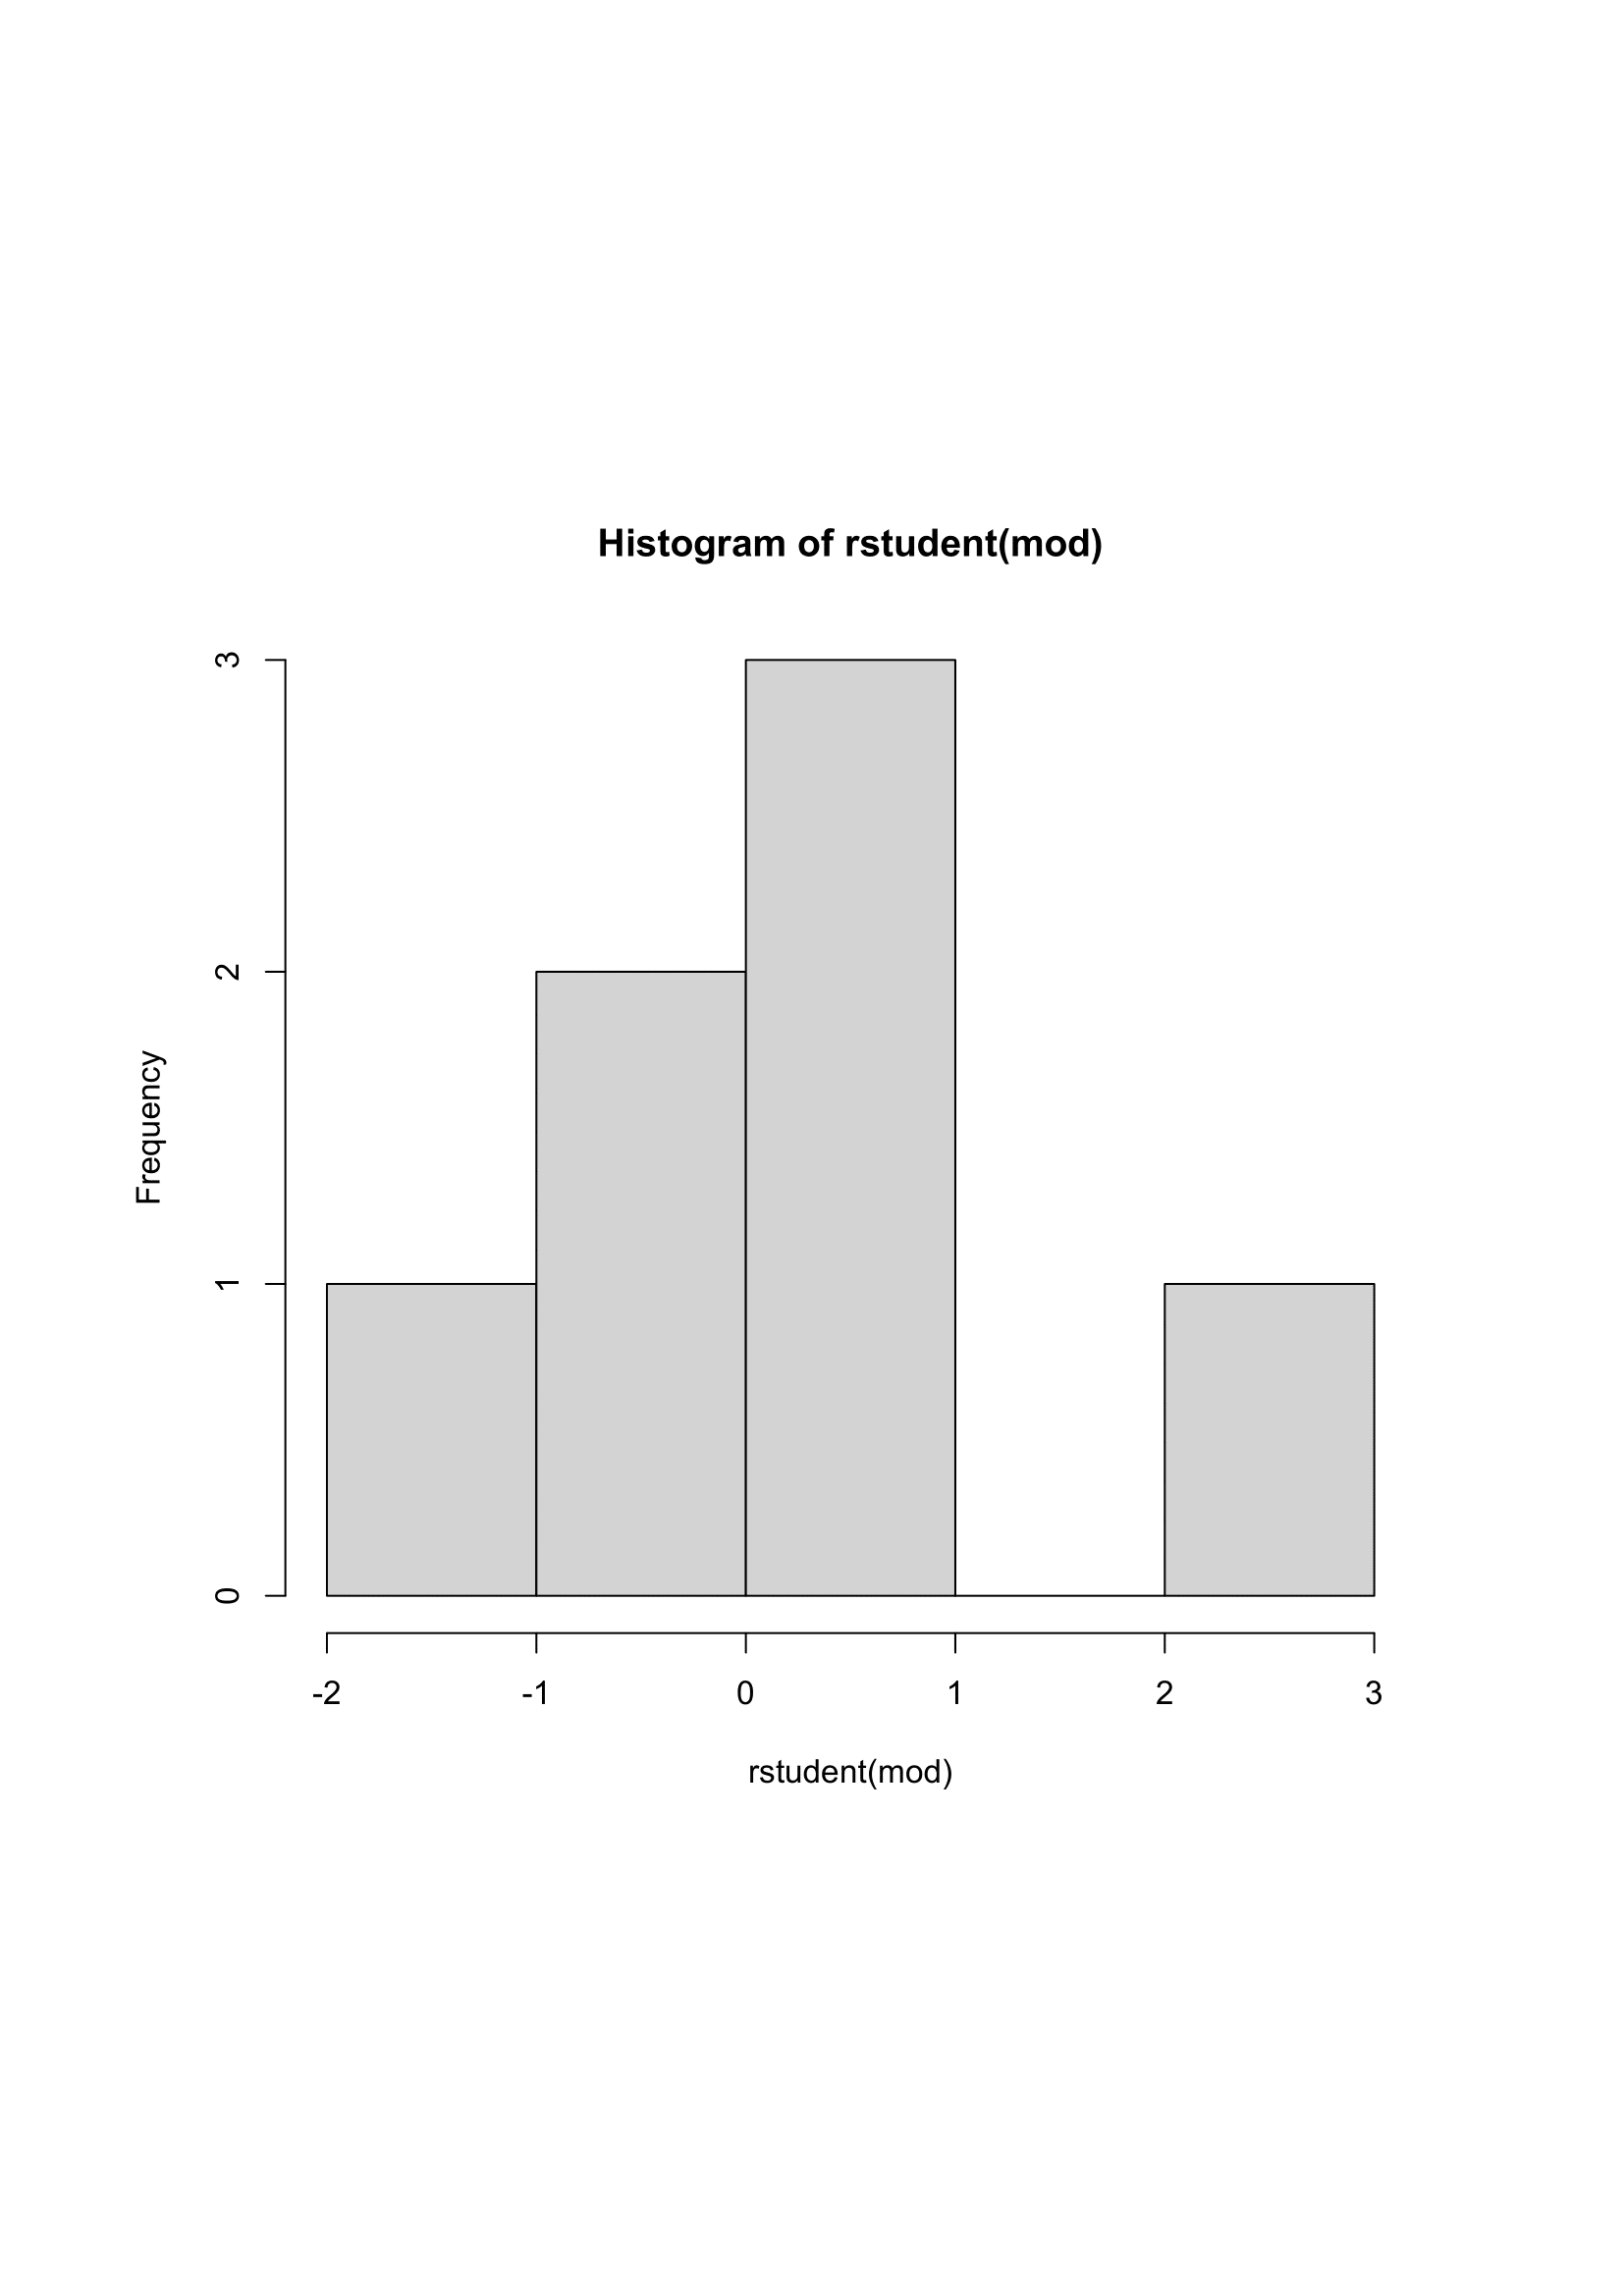 Histogram of rstudent(mod)
3
2
1
0
Frequency
-2 -1 0 1 2 3
rstudent(mod)